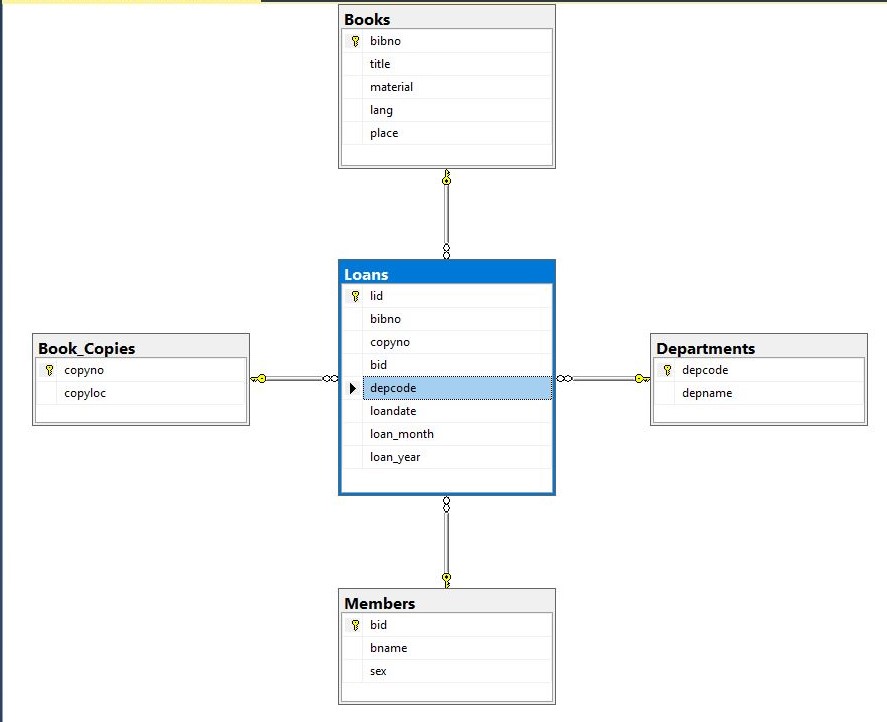 Books
bibno
title
material
lang
place
Loans
lid
bibno
copyno
bid
depcode
loandate
loan_month
loan_year
Book_Copies
copyno
copyloc
Departments
depcode
depname
Members
bid
bname
sex